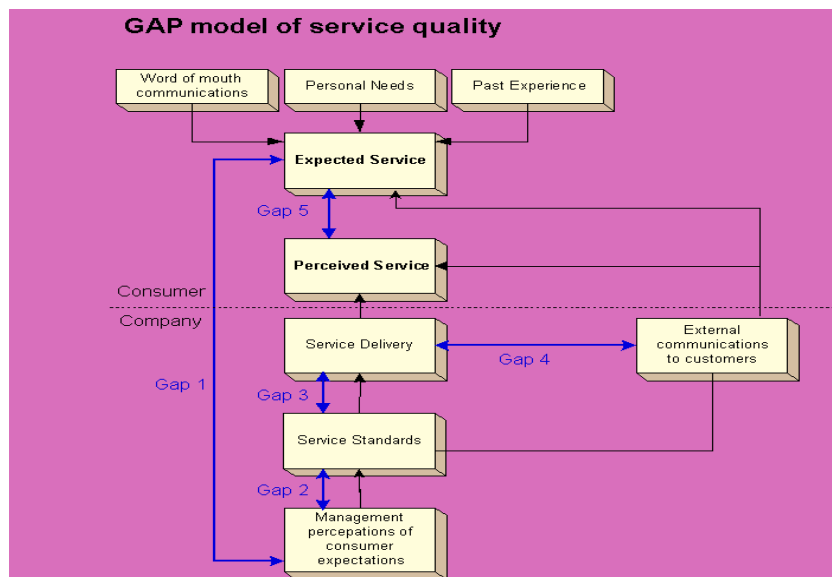 GAP model of service quality
Word of mouth
communications
Personal Needs
Past Experience
Expected Service
Gap 5
Perceived Service
Consumer
Company
Service Delivery
Gap 4
External
communications
to customers
Gap 1
Gap 3
Service Standards
Gap 2
Management
percepations of
consumer
expectations